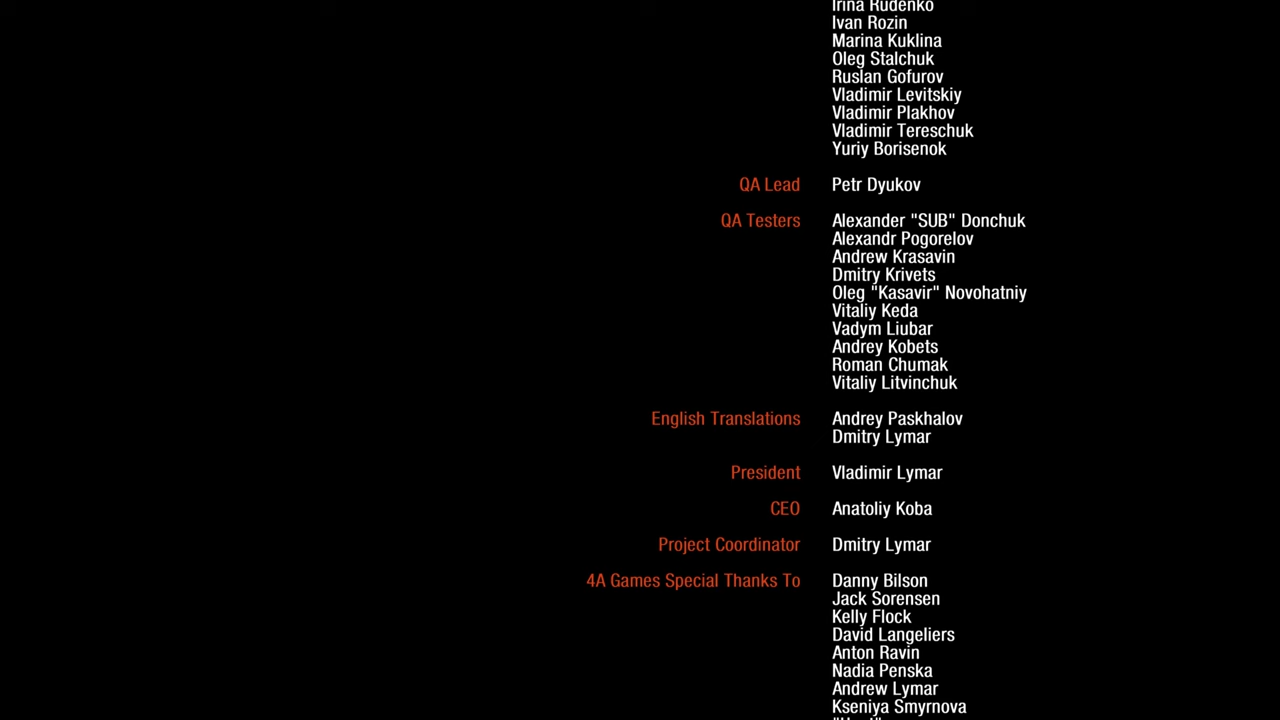 Irina Rudenko
Ivan Rozin
Marina Kuklina
Oleg Stalchuk
Ruslan Gofurov
Vladimir Levitskiy
Vladimir Plakhov
Vladimir Tereschuk
Yuriy Borisenok
QA Lead Petr Dyukov
QA Testers Alexander "SUB" Donchuk
Alexandr Pogorelov
Andrew Krasavin
Dmitry Krivets
Oleg "Kasavir" Novohatniy
Vitaliy Keda
Vadym Liubar
Andrey Kobets
Roman Chumak
Vitaliy Litvinchuk
English Translations Andrey Paskhalov
Dmitry Lymar
President Vladimir Lymar
CEO Anatoliy Koba
Project Coordinator Dmitry Lymar
4A Games Special Thanks To Danny Bilson
Jack Sorensen
Kelly Flock
David Langeliers
Anton Ravin
Nadia Penska
Andrew Lymar
Kseniya Smyrnova